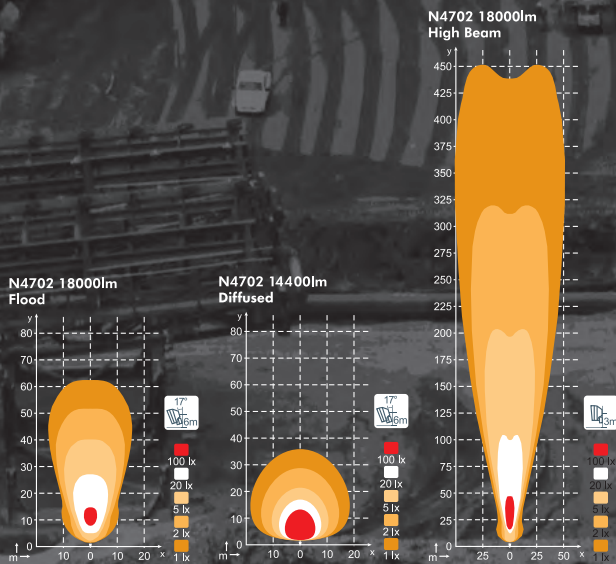 N4702 18000lm
Flood
y
80
70
60
50
40
30
20
10
0
m
10 0 10 20 x
17°
6m
100 lx
20 lx
5 lx
2 lx
1 lx
N4702 14400lm
Diffused
y
80
70
60
50
40
30
20
10
0
m
10 0 10 20 x
17°
6m
100 lx
20 lx
5 lx
2 lx
1 lx
N4702 18000lm
High Beam
y
450
425
400
375
350
325
300
275
250
225
200
175
150
125
100
75
50
25
0
m
25 0 25 50 x
3m
100 lx
20 lx
5 lx
2 lx
1 lx